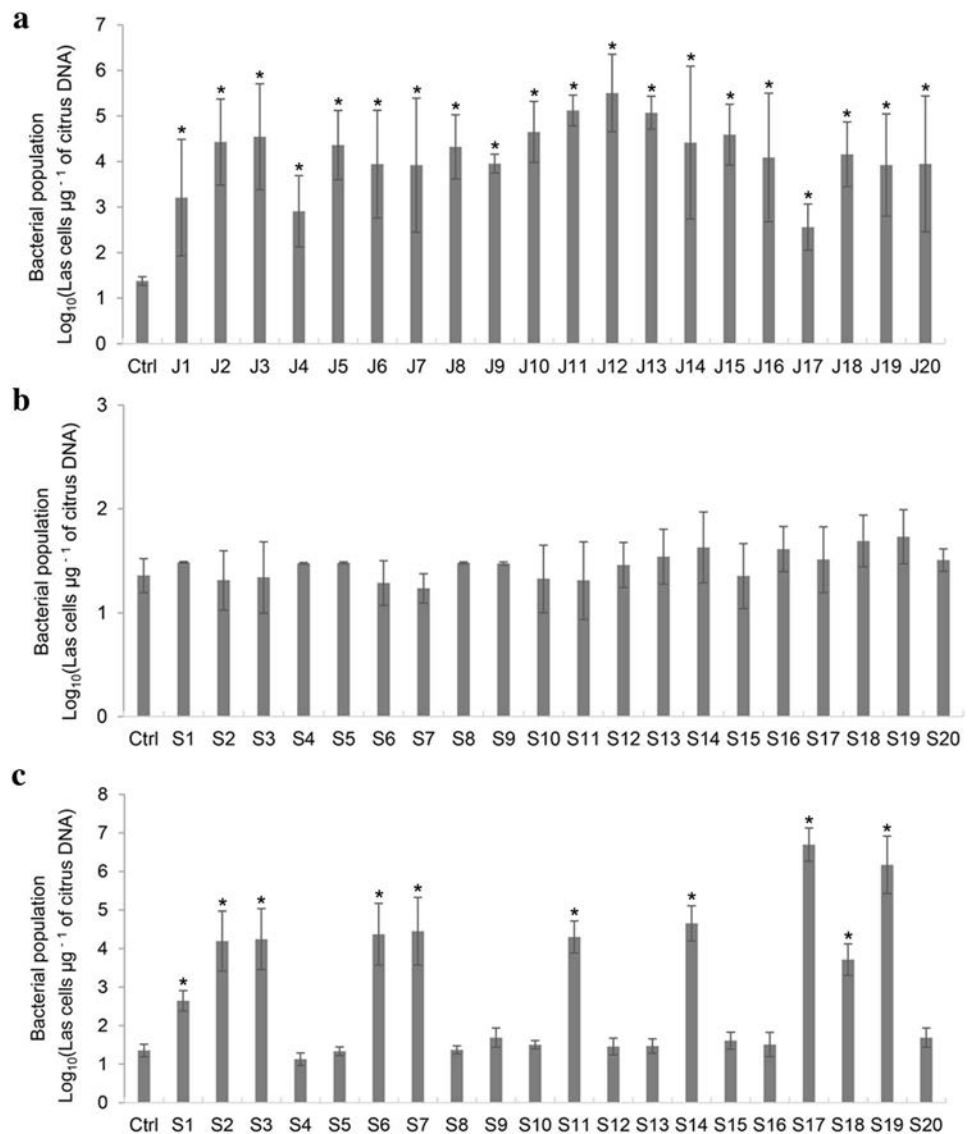 a
Bacterial population
Log₁₀(Las cells µg ⁻ ¹ of citrus DNA)
7
6
5
4
3
2
1
0
* * * * * * * * * * * * * * * * * * * *
Ctrl J1 J2 J3 J4 J5 J6 J7 J8 J9 J10 J11 J12 J13 J14 J15 J16 J17 J18 J19 J20
b
Bacterial population
Log₁₀(Las cells µg ⁻ ¹ of citrus DNA)
3
2
1
0
Ctrl S1 S2 S3 S4 S5 S6 S7 S8 S9 S10 S11 S12 S13 S14 S15 S16 S17 S18 S19 S20
c
Bacterial population
Log₁₀(Las cells µg ⁻ ¹ of citrus DNA)
8
7
6
5
4
3
2
1
0
* * * * * * * * * *
Ctrl S1 S2 S3 S4 S5 S6 S7 S8 S9 S10 S11 S12 S13 S14 S15 S16 S17 S18 S19 S20